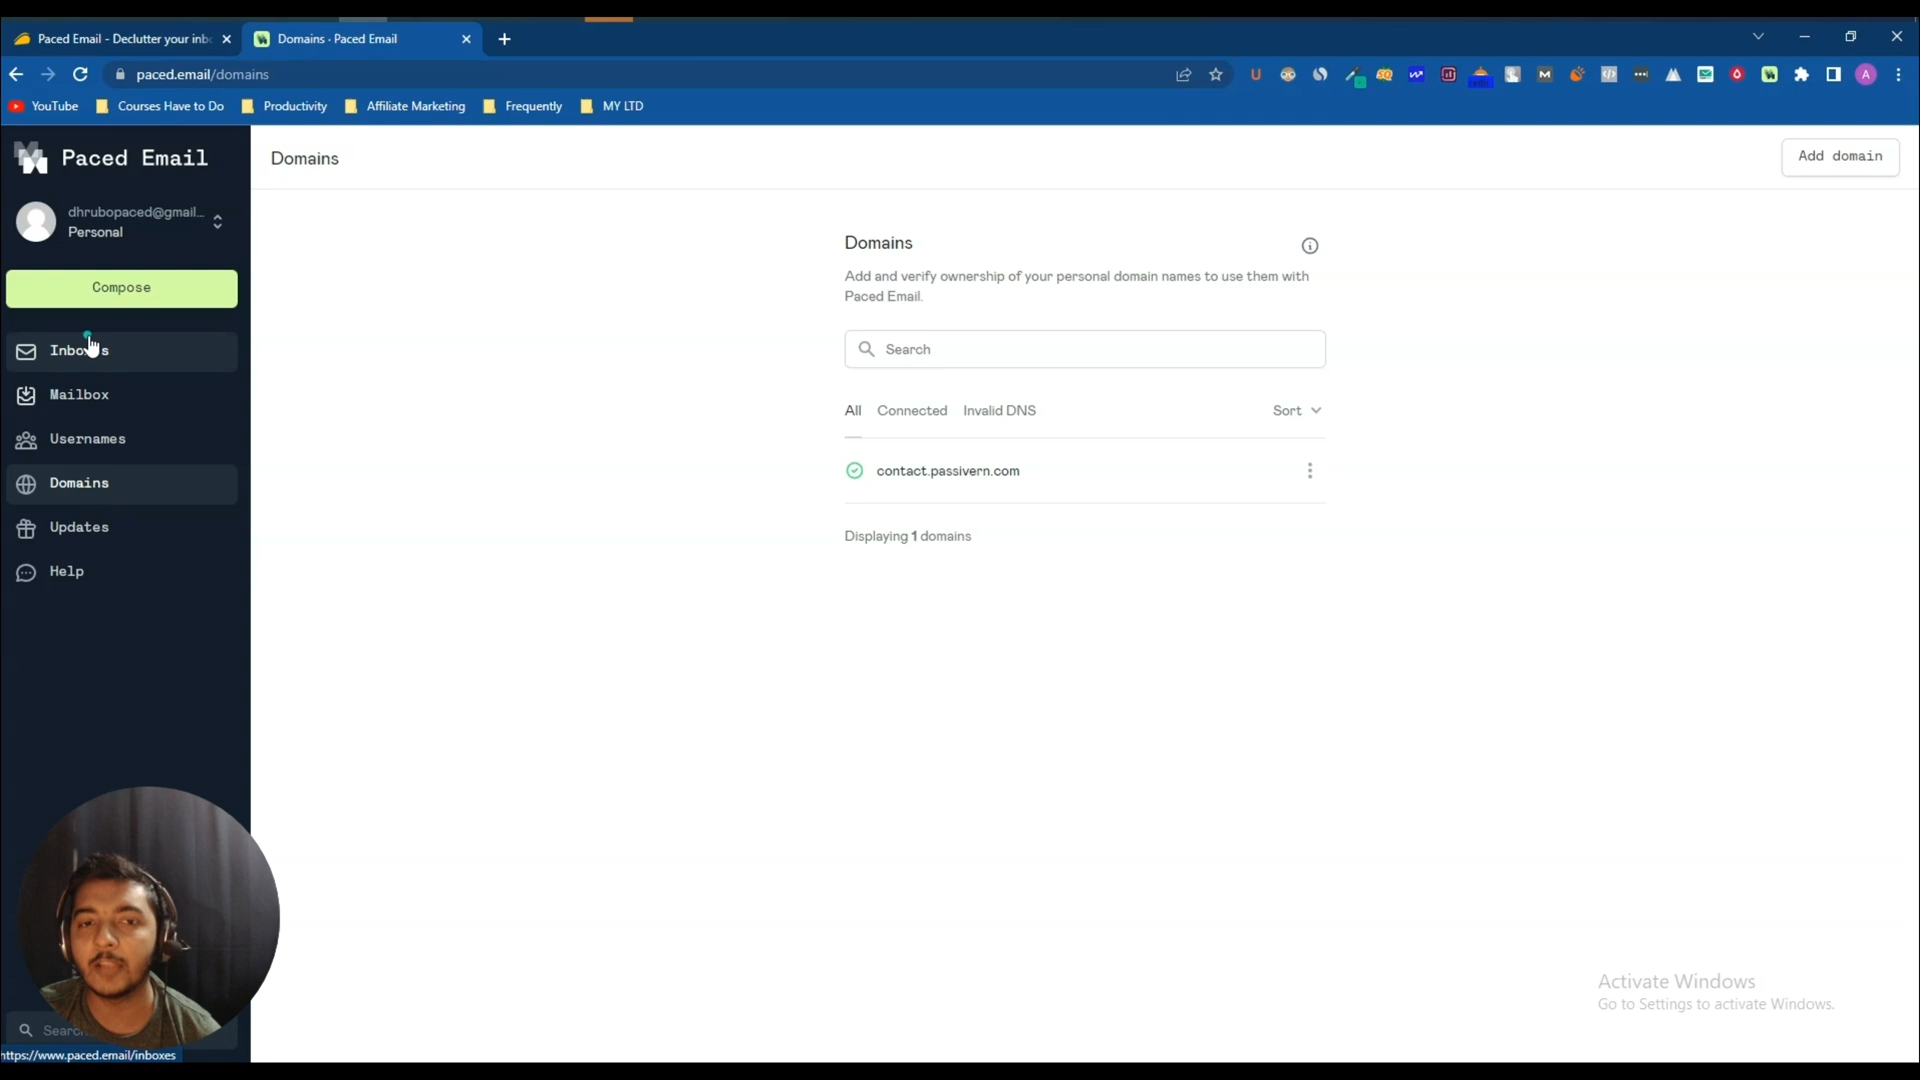 Paced Email - Declutter your inb
Domains · Paced Email
paced.email/domains
YouTube
Courses Have to Do
Productivity
Affiliate Marketing
Frequently
MY LTD
Paced Email
Domains
Add domain
dhrubopaced@gmail...
Personal
Compose
Inboxes
Mailbox
Usernames
Domains
Updates
Help
Domains
Add and verify ownership of your personal domain names to use them with
Paced Email.
Search
All
Connected
Invalid DNS
Sort
contact.passivern.com
Displaying 1 domains
Activate Windows
Go to Settings to activate Windows.
https://www.paced.email/inboxes